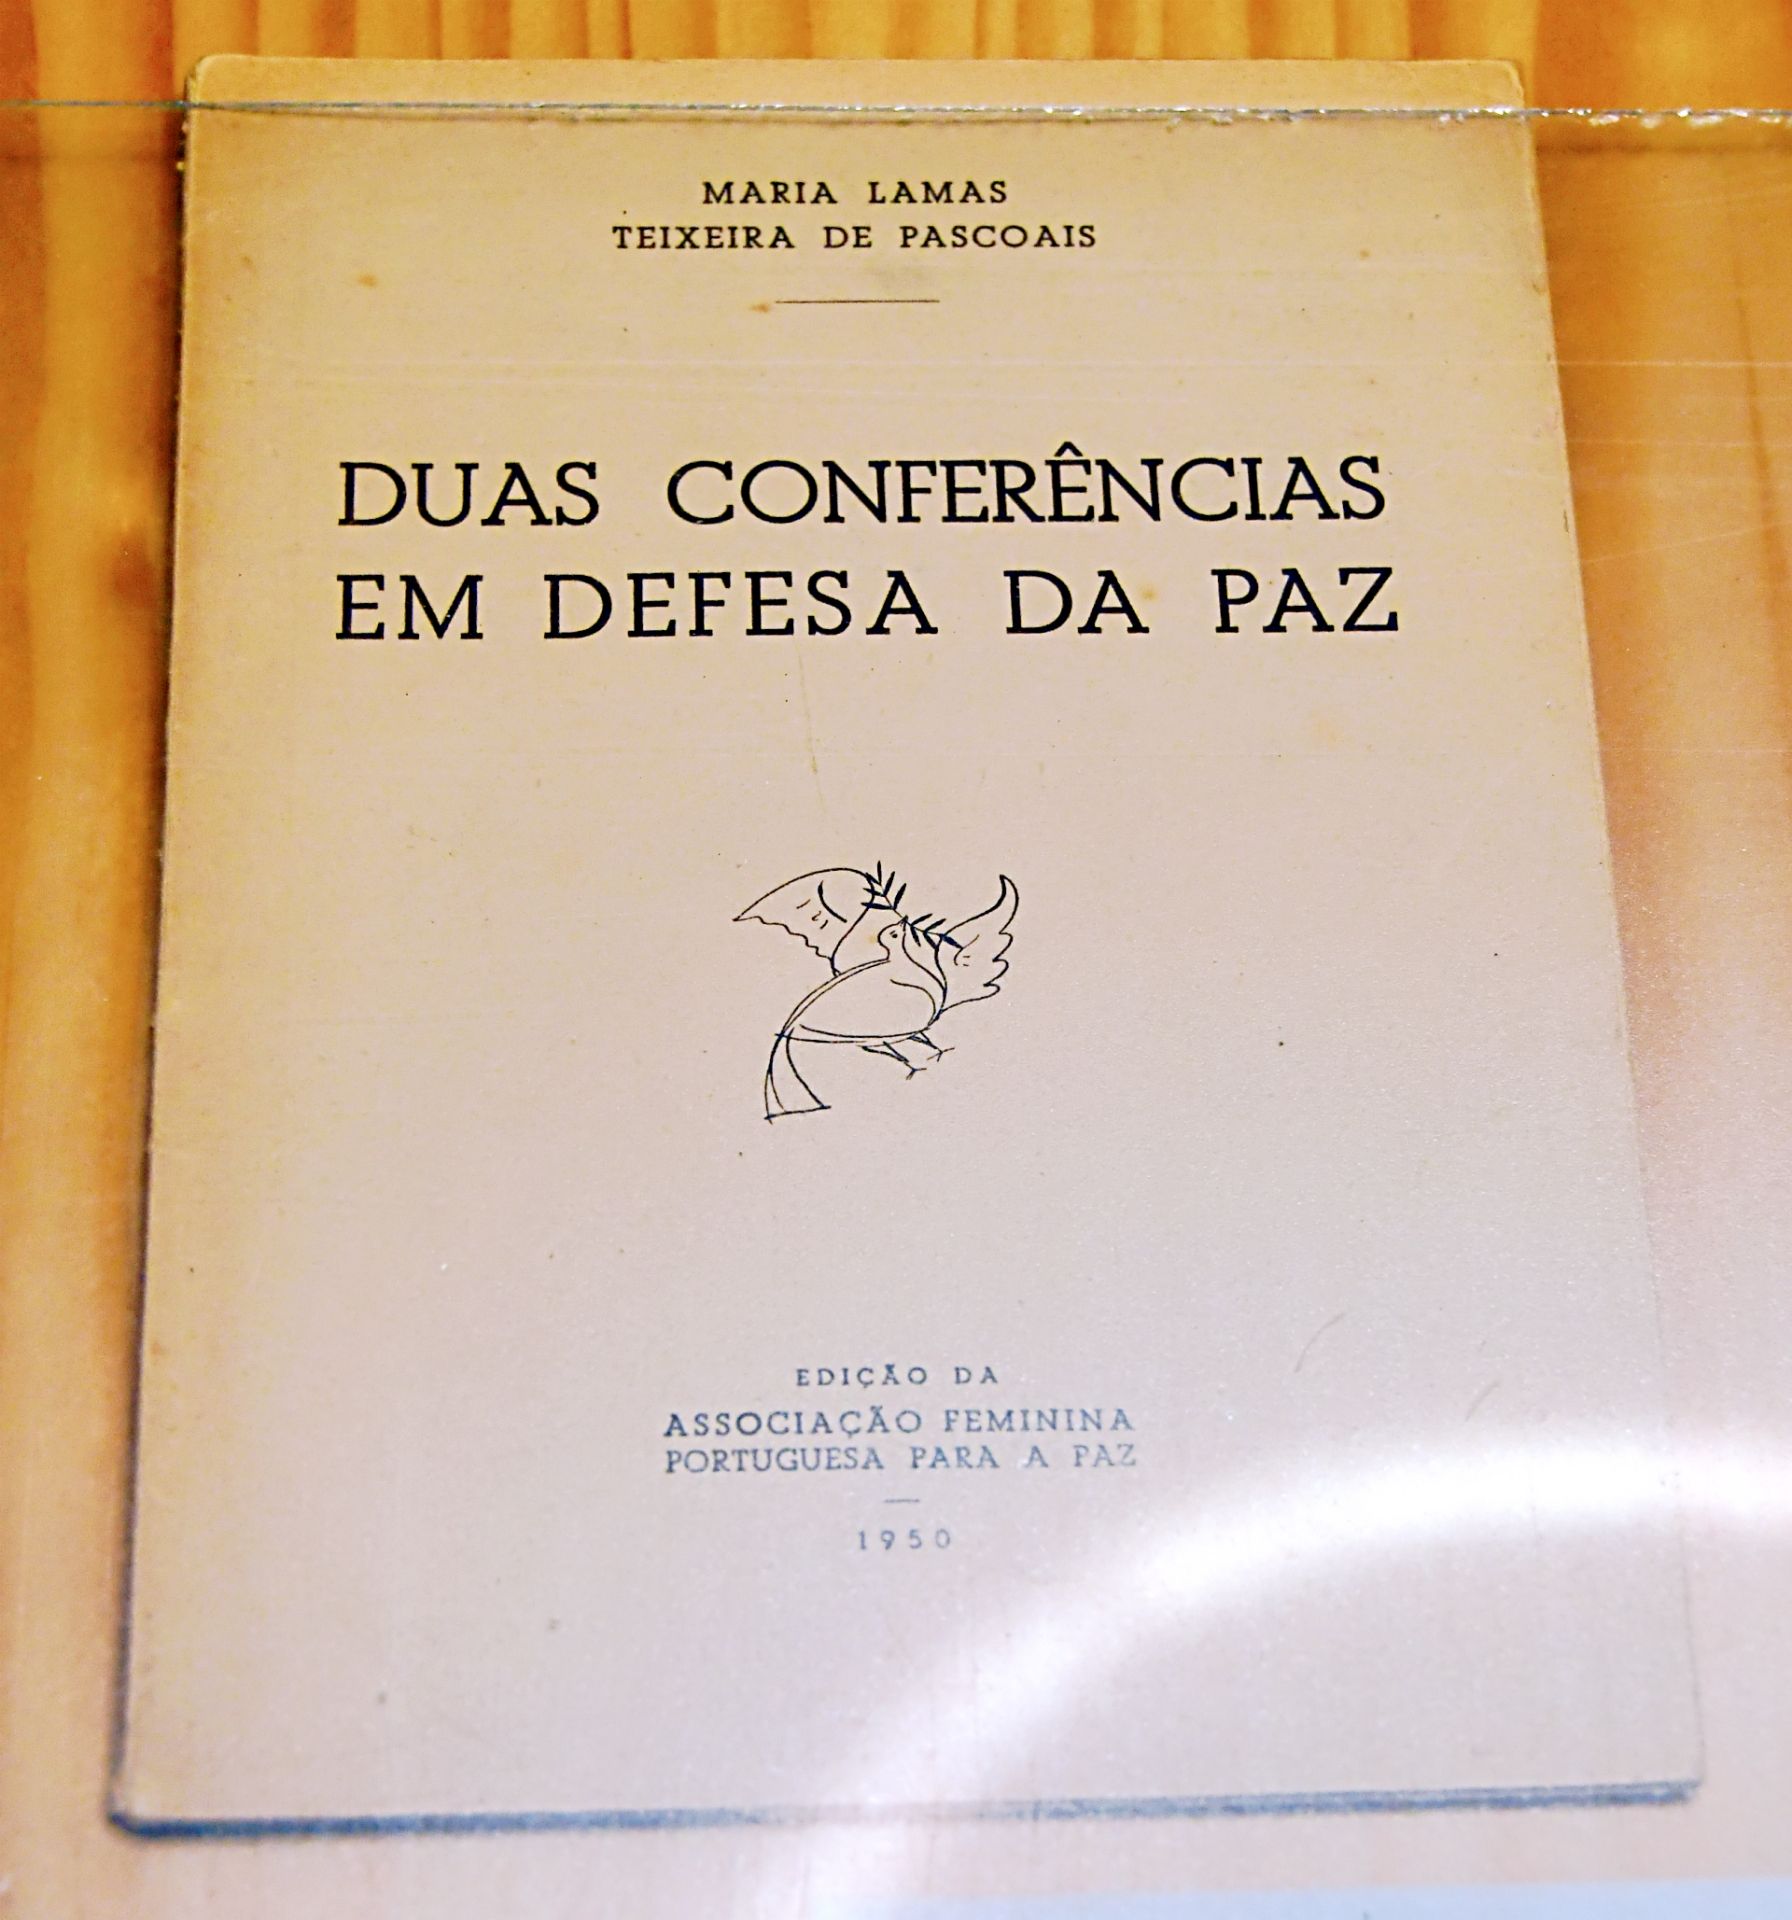 MARIA LAMAS
TEIXEIRA DE PASCOAIS
DUAS CONFERÊNCIAS
EM DEFESA DA PAZ
EDIÇÃO DA
ASSOCIAÇÃO FEMININA
PORTUGUESA PARA A PAZ
1950